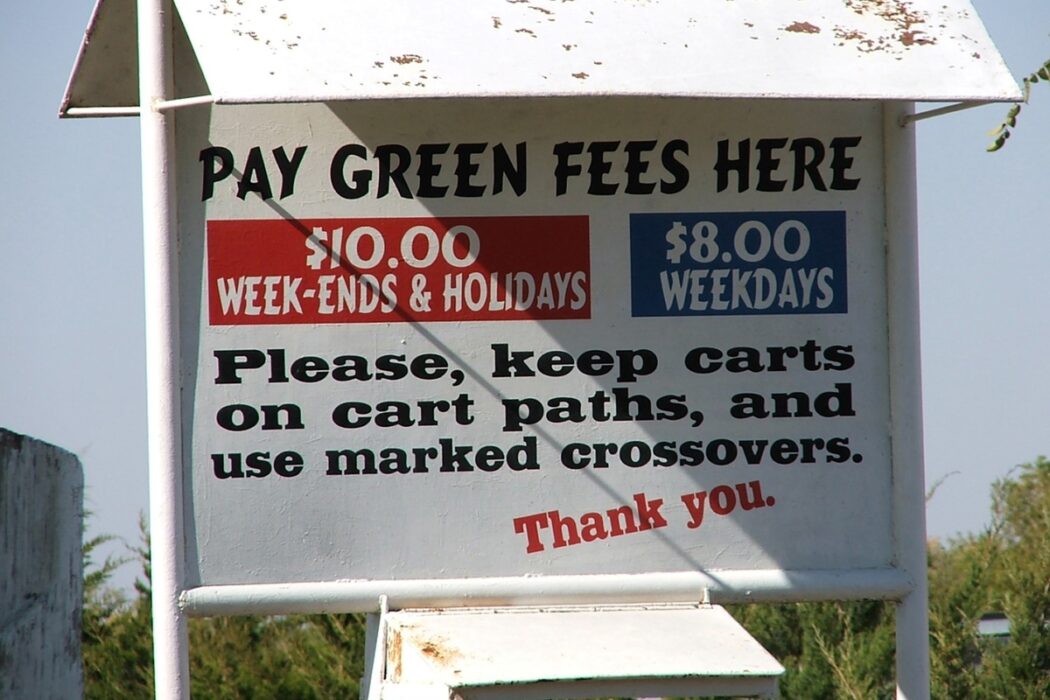 PAY GREEN FEES HERE
$10.00
WEEK-ENDS & HOLIDAYS
$8.00
WEEKDAYS
Please, keep carts
on cart paths, and
use marked crossovers.
Thank you.